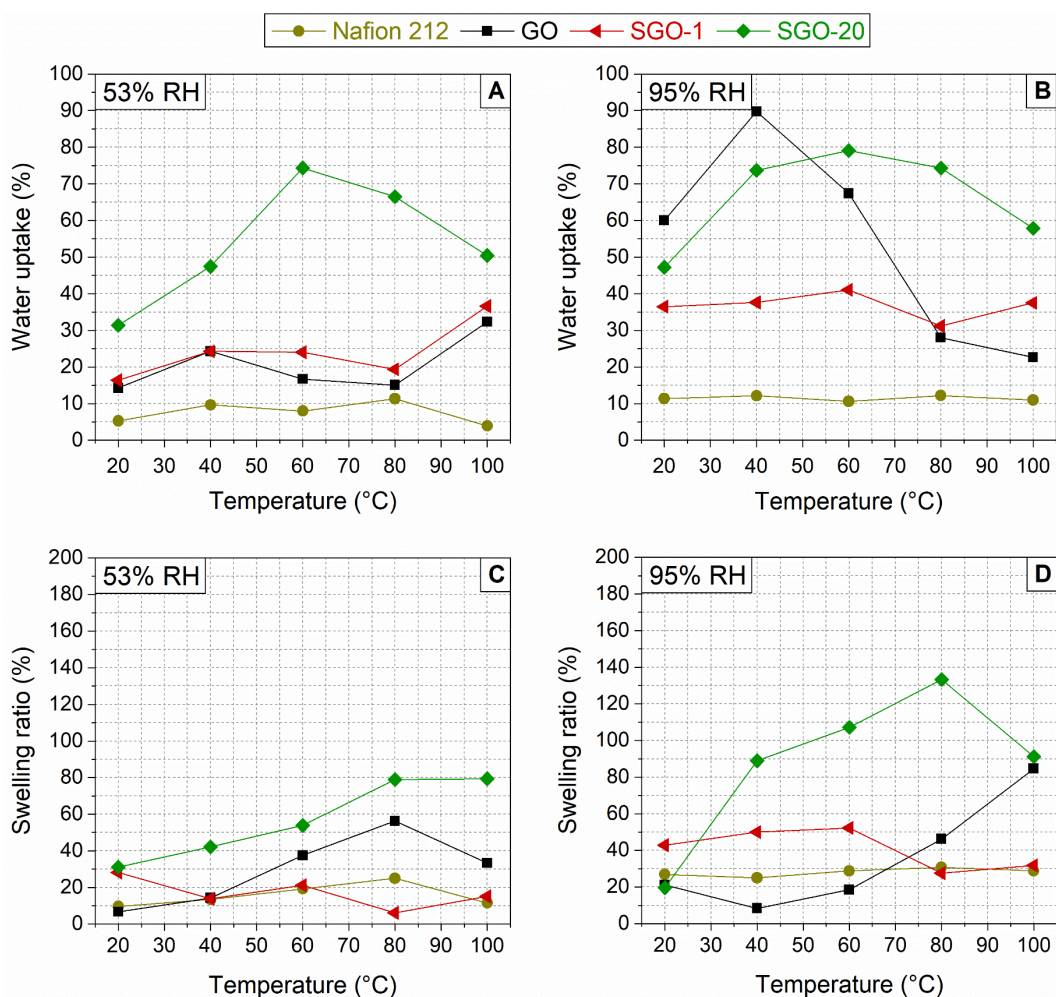 Nafion 212 GO SGO-1 SGO-20
53% RH A
100
90
80
70
60
50
40
30
20
10
0
Water uptake (%)
20 30 40 50 60 70 80 90 100
Temperature (°C)
95% RH B
100
90
80
70
60
50
40
30
20
10
0
Water uptake (%)
20 30 40 50 60 70 80 90 100
Temperature (°C)
53% RH C
200
180
160
140
120
100
80
60
40
20
0
Swelling ratio (%)
20 30 40 50 60 70 80 90 100
Temperature (°C)
95% RH D
200
180
160
140
120
100
80
60
40
20
0
Swelling ratio (%)
20 30 40 50 60 70 80 90 100
Temperature (°C)